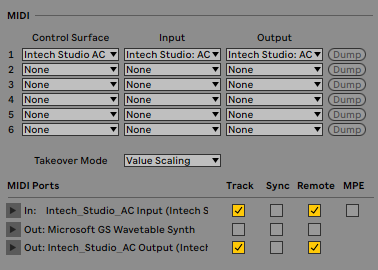 MIDI
Control Surface Input Output
1 Intech Studio AC Intech Studio: AC Intech Studio: AC Dump
2 None None None Dump
3 None None None Dump
4 None None None Dump
5 None None None Dump
6 None None None Dump
Takeover Mode Value Scaling
MIDI Ports Track Sync Remote MPE
In: Intech_Studio_AC Input (Intech S
Out: Microsoft GS Wavetable Synth
Out: Intech_Studio_AC Output (Intech